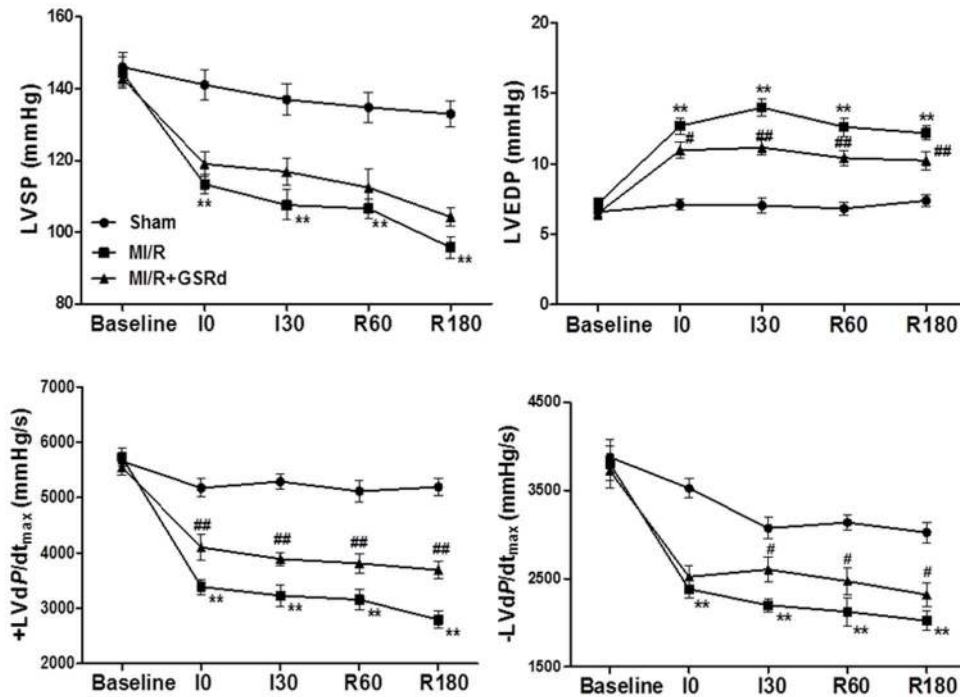 LVSP (mmHg)
160
140
120
100
80
** ** ** **
Sham
MI/R
MI/R+GSRd
Baseline I0 I30 R60 R180
LVEDP (mmHg)
20
15
10
5
0
** ** ** **
# ## ## ##
Baseline I0 I30 R60 R180
+LVdP/dtmax (mmHg/s)
7000
6000
5000
4000
3000
2000
## ## ## ##
** ** ** **
Baseline I0 I30 R60 R180
-LVdP/dtmax (mmHg/s)
4500
3500
2500
1500
# # #
** ** ** **
Baseline I0 I30 R60 R180